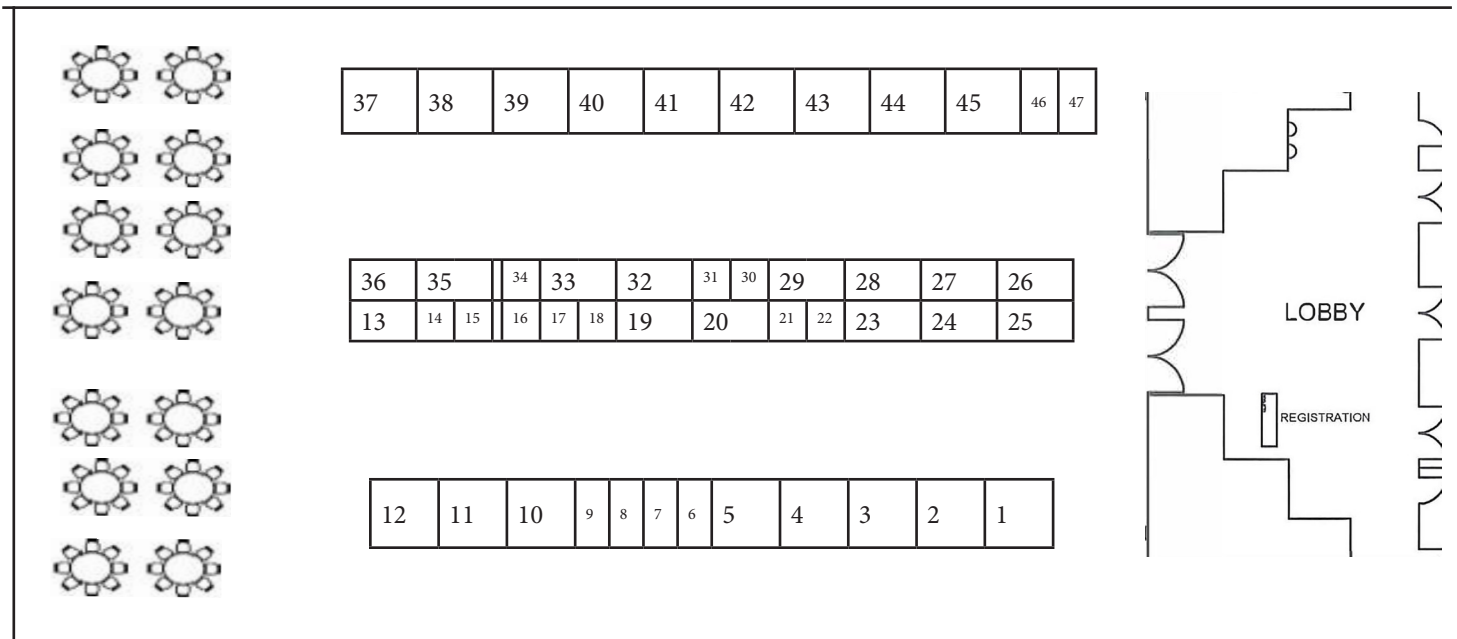 37 38 39 40 41 42 43 44 45 46 47
36 35 34 33 32 31 30 29 28 27 26
13 14 15 16 17 18 19 20 21 22 23 24 25
LOBBY
REGISTRATION
12 11 10 9 8 7 6 5 4 3 2 1